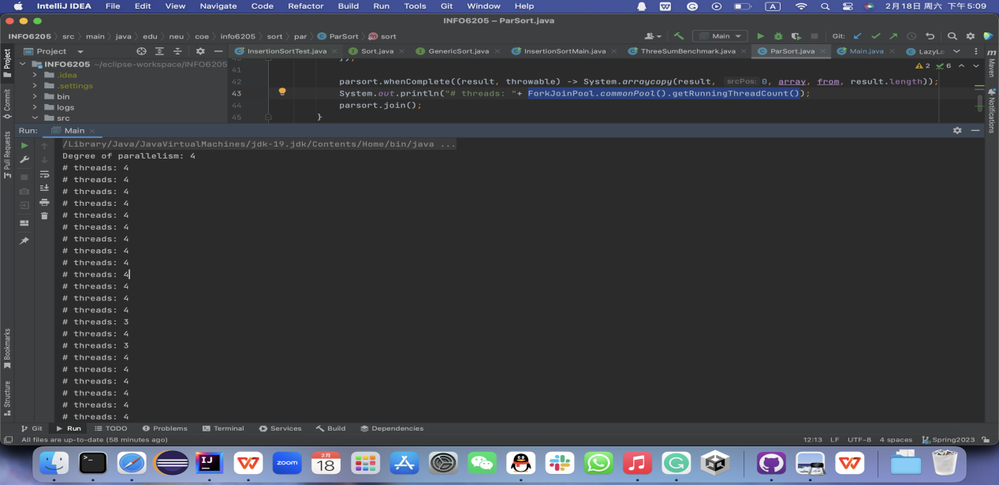 IntelliJ IDEA File Edit View Navigate Code Refactor Build Run Tools Git Window Help A 2月18日 周六 下午5:09
INFO6205 – ParSort.java
INFO6205 src main java edu neu coe info6205 sort par ParSort sort Main Git:
Project InsertionSortTest.java Sort.java GenericSort.java InsertionSortMain.java ThreeSumBenchmark.java ParSort.java Main.java
INFO6205 ~/eclipse-workspace/INFO6205
.idea
.settings
bin
logs
src
2 6
41
42 parsort.whenComplete((result, throwable) -> System.arraycopy(result, srcPos: 0, array, from, result.length));
43 System.out.println("# threads: "+ ForkJoinPool.commonPool().getRunningThreadCount());
44 parsort.join();
45 }
Run: Main
/Library/Java/JavaVirtualMachines/jdk-19.jdk/Contents/Home/bin/java ...
Degree of parallelism: 4
# threads: 4
# threads: 4
# threads: 4
# threads: 4
# threads: 4
# threads: 4
# threads: 4
# threads: 4
# threads: 4
# threads: 4
# threads: 4
# threads: 4
# threads: 4
# threads: 3
# threads: 4
# threads: 3
# threads: 4
# threads: 4
# threads: 4
# threads: 4
# threads: 4
# threads: 4
Project
Commit
Pull Requests
Bookmarks
Structure
Maven
Notifications
Git Run TODO Problems Terminal Services Build Dependencies
All files are up-to-date (58 minutes ago) 12:13 LF UTF-8 4 spaces Spring2023
zoom
2月
18
IJ